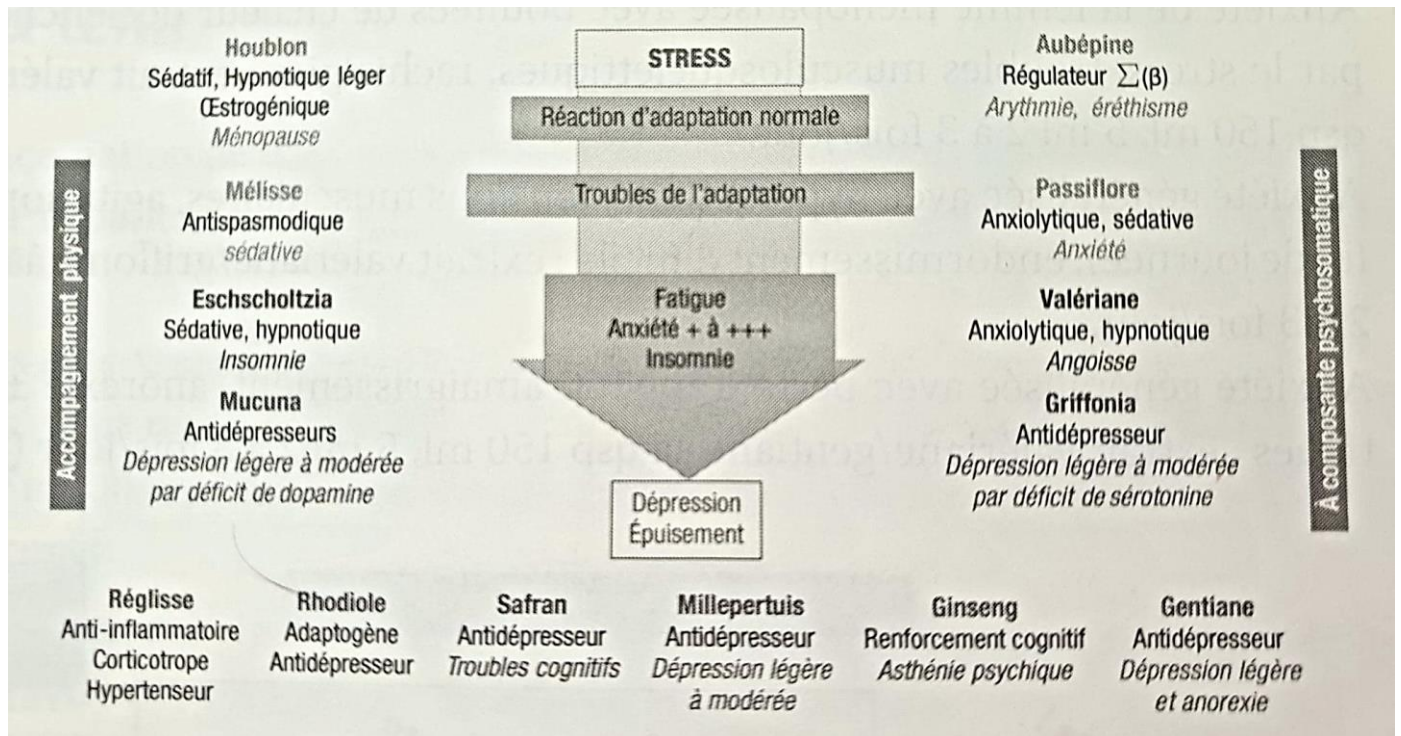 Houblon
Sédatif, Hypnotique léger
Œstrogénique
Ménopause
STRESS
Réaction d'adaptation normale
Aubépine
Régulateur ∑(β)
Arythmie, éréthisme
Accompagnement physique
Mélisse
Antispasmodique
sédative
Troubles de l'adaptation
Passiflore
Anxiolytique, sédative
Anxiété
À composante psychosomatique
Eschscholtzia
Sédative, hypnotique
Insomnie
Fatigue
Anxiété + à +++
Insomnie
Valériane
Anxiolytique, hypnotique
Angoisse
Mucuna
Antidépresseurs
Dépression légère à modérée
par déficit de dopamine
Griffonia
Antidépresseur
Dépression légère à modérée
par déficit de sérotonine
Dépression
Épuisement
Réglisse
Anti-inflammatoire
Corticotrope
Hypertenseur
Rhodiole
Adaptogène
Antidépresseur
Safran
Antidépresseur
Troubles cognitifs
Millepertuis
Antidépresseur
Dépression légère
à modérée
Ginseng
Renforcement cognitif
Asthénie psychique
Gentiane
Antidépresseur
Dépression légère
et anorexie